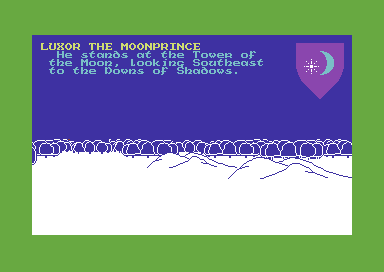 LUXOR THE MOONPRINCE
He stands at the Tower of
the Moon, looking Southeast
to the Downs of Shadows.